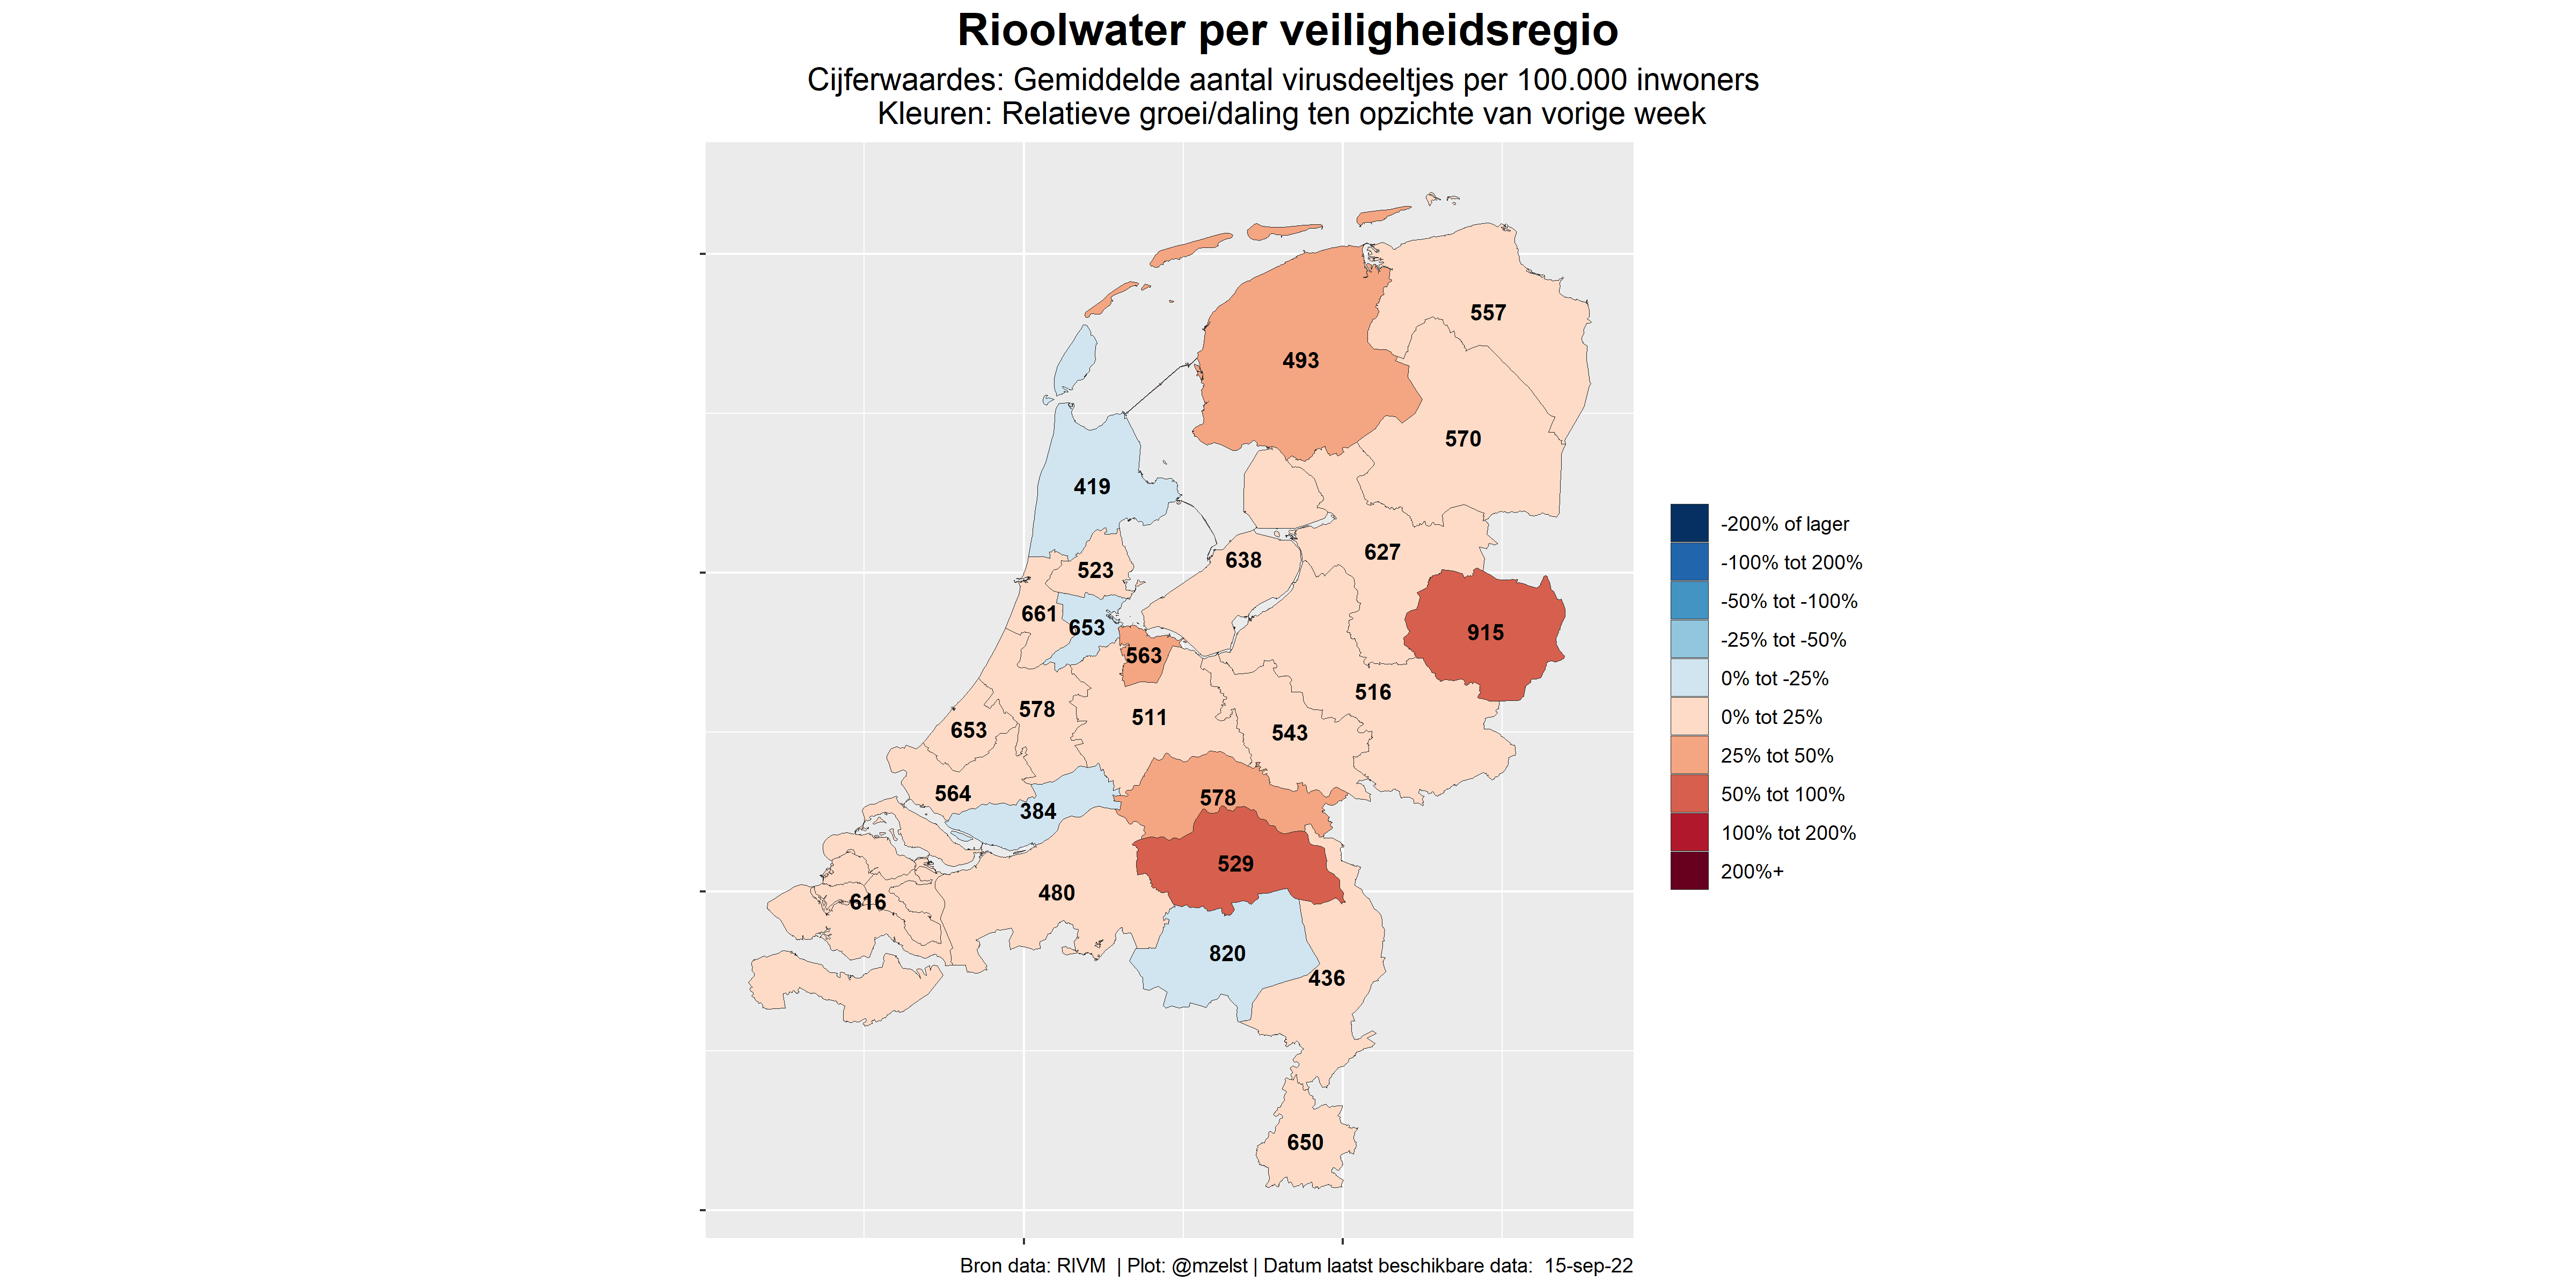 Rioolwater per veiligheidsregio
Cijferwaardes: Gemiddelde aantal virusdeeltjes per 100.000 inwoners
Kleuren: Relatieve groei/daling ten opzichte van vorige week
557
493
570
419
627
638
523
661
653
915
563
516
578
511
653
543
564
578
384
529
480
616
820
436
650
-200% of lager
-100% tot 200%
-50% tot -100%
-25% tot -50%
0% tot -25%
0% tot 25%
25% tot 50%
50% tot 100%
100% tot 200%
200%+
Bron data: RIVM | Plot: @mzelst | Datum laatst beschikbare data: 15-sep-22